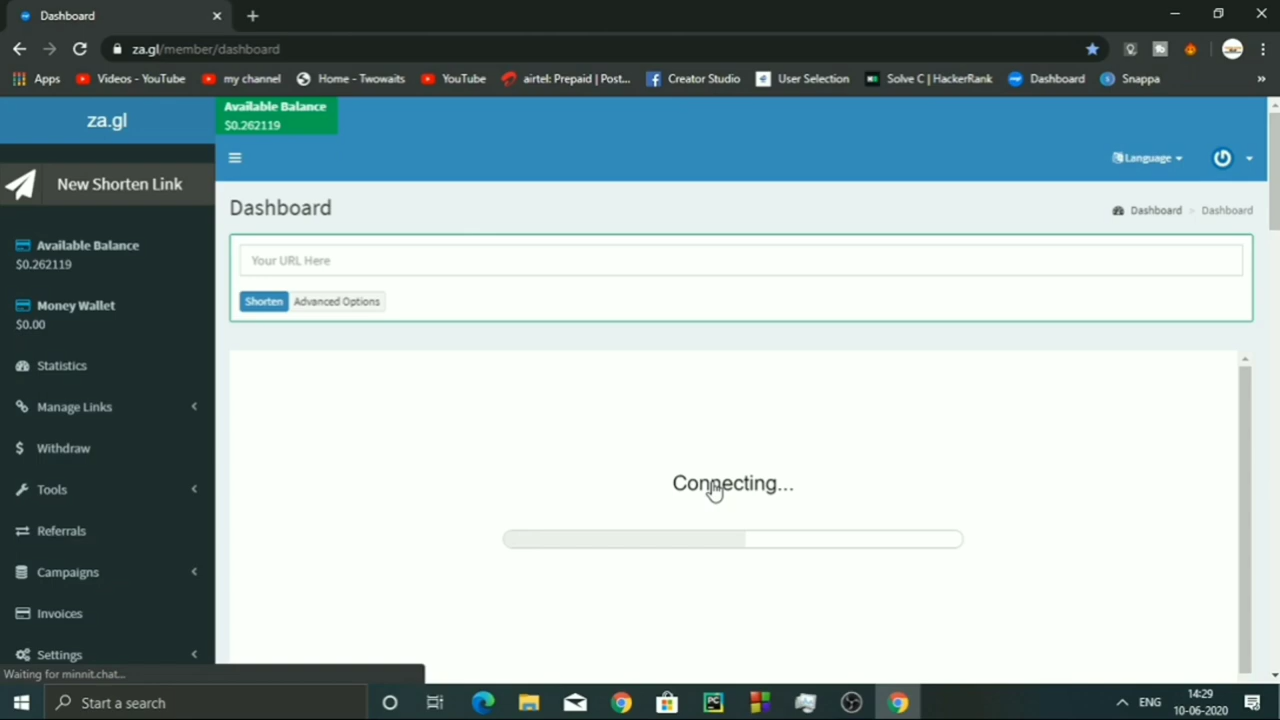 Dashboard
za.gl/member/dashboard
Apps
Videos - YouTube
my channel
Home - Twowaits
YouTube
airtel: Prepaid | Post...
Creator Studio
User Selection
Solve C | HackerRank
Dashboard
Snappa
»
za.gl
Available Balance
$0.262119
Language
New Shorten Link
Dashboard
Dashboard > Dashboard
Your URL Here
Shorten
Advanced Options
Available Balance
$0.262119
Money Wallet
$0.00
Statistics
Manage Links
Withdraw
Tools
Referrals
Campaigns
Invoices
Settings
Connecting...
Waiting for minnit.chat...
Start a search
PC
ENG
14:29
10-06-2020